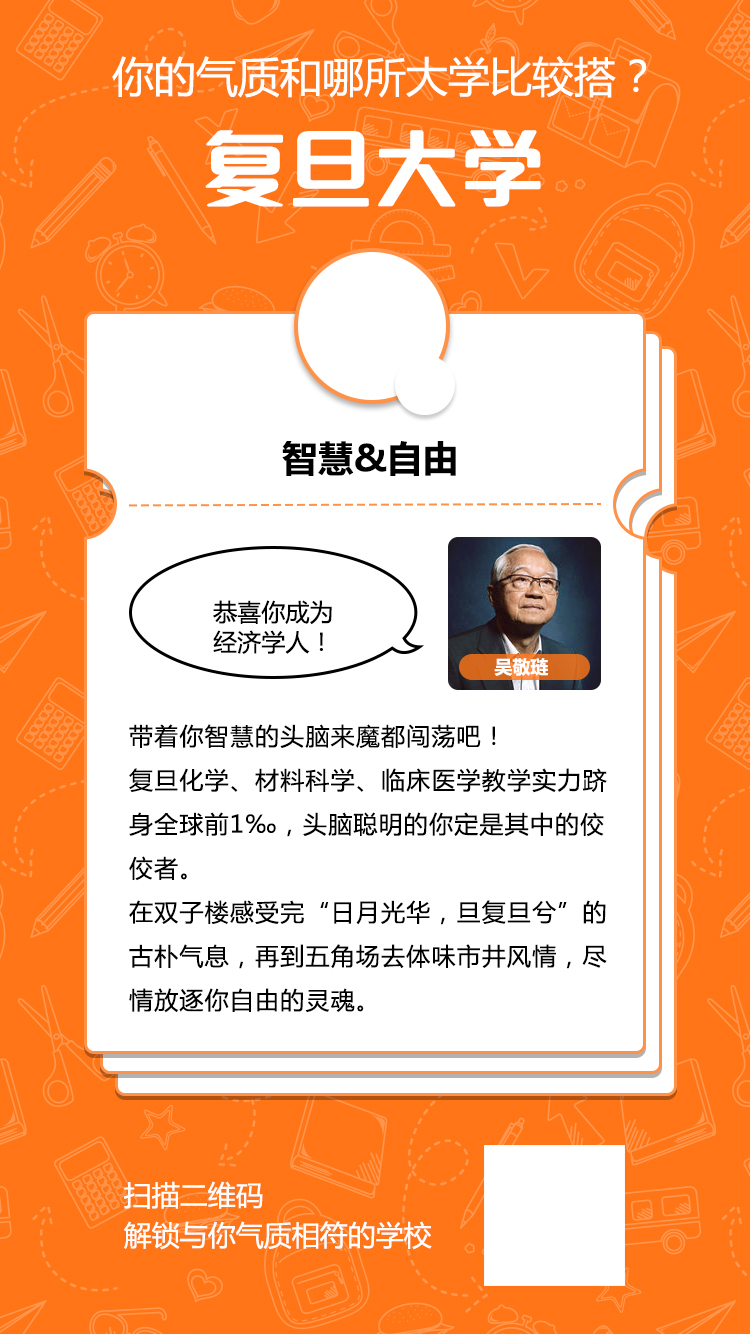 你的气质和哪所大学比较搭？
复旦大学
智慧&自由
恭喜你成为
经济学人！
吴敬琏
带着你智慧的头脑来魔都闯荡吧！
复旦化学、材料科学、临床医学教学实力跻
身全球前1‰，头脑聪明的你定是其中的佼
佼者。
在双子楼感受完“日月光华，旦复旦兮”的
古朴气息，再到五角场去体味市井风情，尽
情放逐你自由的灵魂。
扫描二维码
解锁与你气质相符的学校